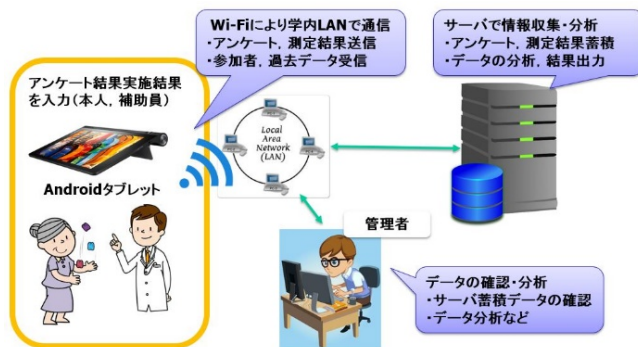 Wi-Fiにより学内LANで通信
・アンケート，測定結果送信
・参加者，過去データ受信
サーバで情報収集・分析
・アンケート，測定結果蓄積
・データの分析，結果出力
アンケート結果実施結果
を入力（本人，補助員）
Local
Area
Network
(LAN)
Androidタブレット
管理者
データの確認・分析
・サーバ蓄積データの確認
・データ分析など